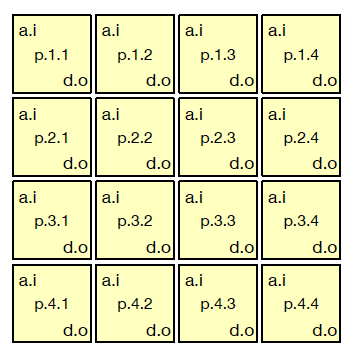 a.i a.i a.i a.i
p.1.1 p.1.2 p.1.3 p.1.4
d.o d.o d.o d.o
a.i a.i a.i a.i
p.2.1 p.2.2 p.2.3 p.2.4
d.o d.o d.o d.o
a.i a.i a.i a.i
p.3.1 p.3.2 p.3.3 p.3.4
d.o d.o d.o d.o
a.i a.i a.i a.i
p.4.1 p.4.2 p.4.3 p.4.4
d.o d.o d.o d.o